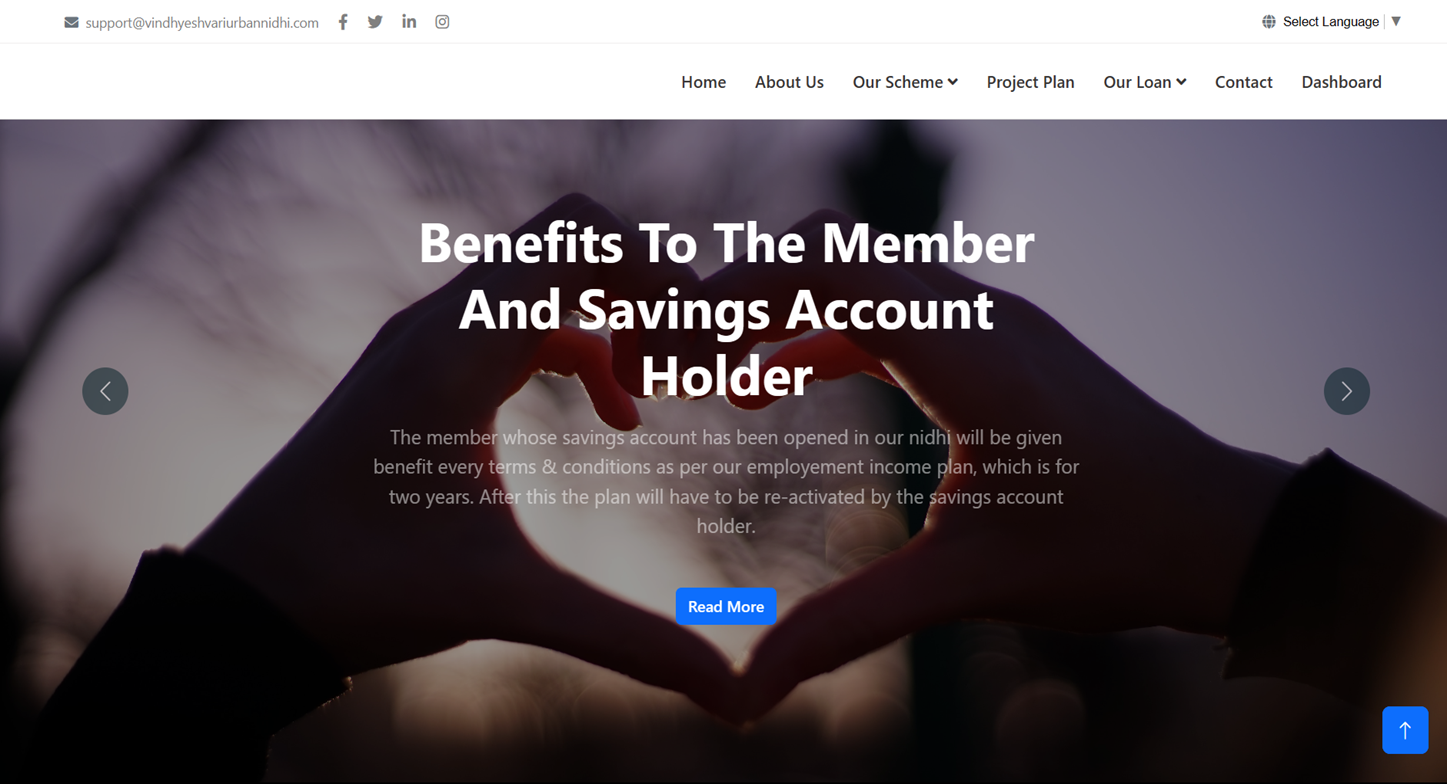 support@vindhyeshvariurbannidhi.com
Select Language ▼
Home About Us Our Scheme Project Plan Our Loan Contact Dashboard
Benefits To The Member
And Savings Account
Holder
The member whose savings account has been opened in our nidhi will be given
benefit every terms & conditions as per our employement income plan, which is for
two years. After this the plan will have to be re-activated by the savings account
holder.
Read More